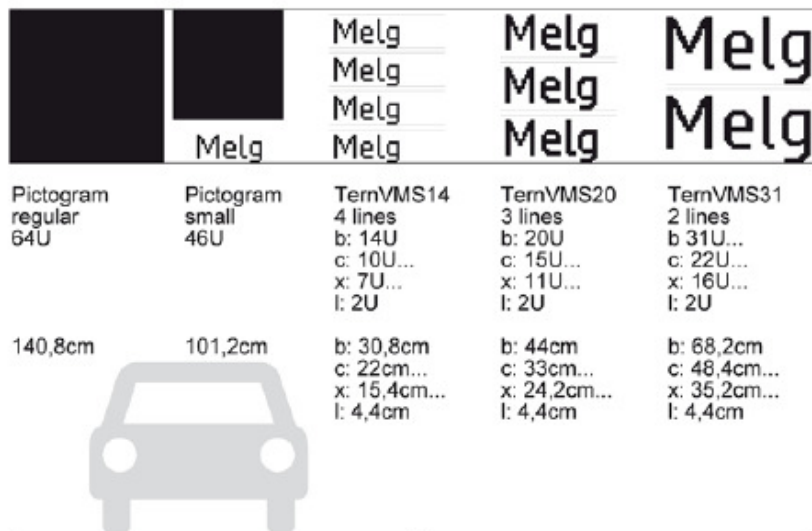 Melg
Melg
Melg
Melg
Melg
Melg
Melg
Melg
Melg
Melg
Pictogram
regular
64U
Pictogram
small
46U
TernVMS14
4 lines
b: 14U
c: 10U...
x: 7U...
l: 2U
TernVMS20
3 lines
b: 20U
c: 15U...
x: 11U...
l: 2U
TernVMS31
2 lines
b 31U...
c: 22U...
x: 16U...
l: 2U
140,8cm
101,2cm
b: 30,8cm
c: 22cm...
x: 15,4cm...
l: 4,4cm
b: 44cm
c: 33cm...
x: 24,2cm...
l: 4,4cm
b: 68,2cm
c: 48,4cm...
x: 35,2cm...
l: 4,4cm